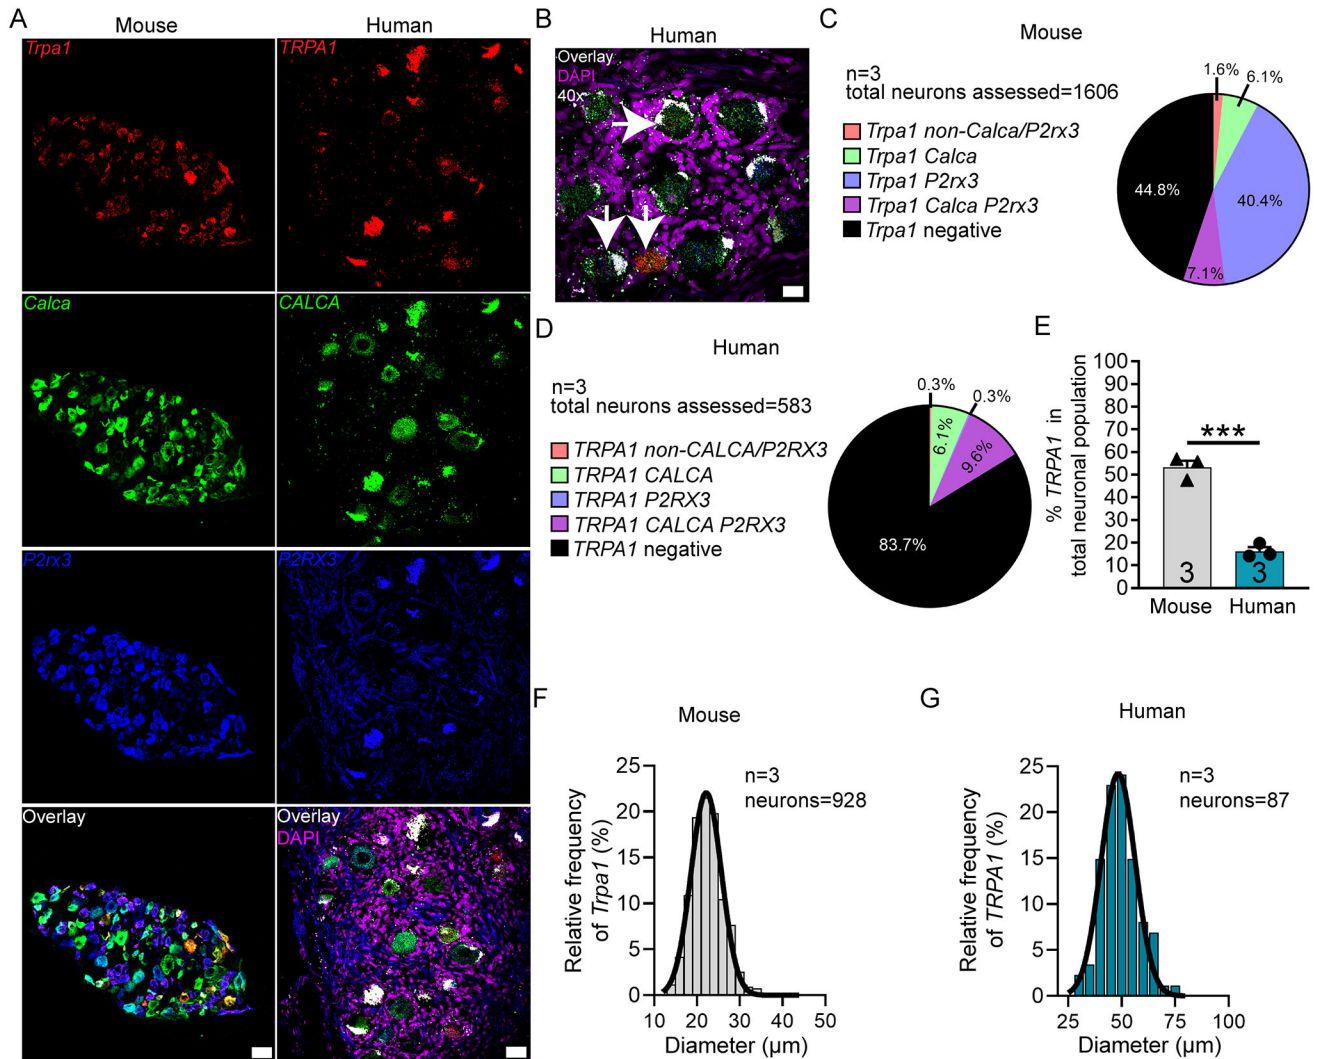 A
Mouse
Human
Trpa1
TRPA1
Calca
CALCA
P2rx3
P2RX3
Overlay
Overlay
DAPI
B
Human
Overlay
DAPI
40x
C
Mouse
n=3
total neurons assessed=1606
Trpa1 non-Calca/P2rx3
Trpa1 Calca
Trpa1 P2rx3
Trpa1 Calca P2rx3
Trpa1 negative
1.6%
6.1%
44.8%
40.4%
7.1%
D
Human
n=3
total neurons assessed=583
TRPA1 non-CALCA/P2RX3
TRPA1 CALCA
TRPA1 P2RX3
TRPA1 CALCA P2RX3
TRPA1 negative
0.3%
0.3%
6.1%
9.6%
83.7%
E
% TRPA1 in
total neuronal population
100
90
80
70
60
50
40
30
20
10
0
***
3
3
Mouse
Human
F
Mouse
n=3
neurons=928
Relative frequency
of Trpa1 (%)
25
20
15
10
5
0
10
20
30
40
50
Diameter (µm)
G
Human
n=3
neurons=87
Relative frequency
of TRPA1 (%)
25
20
15
10
5
0
25
50
75
100
Diameter (µm)